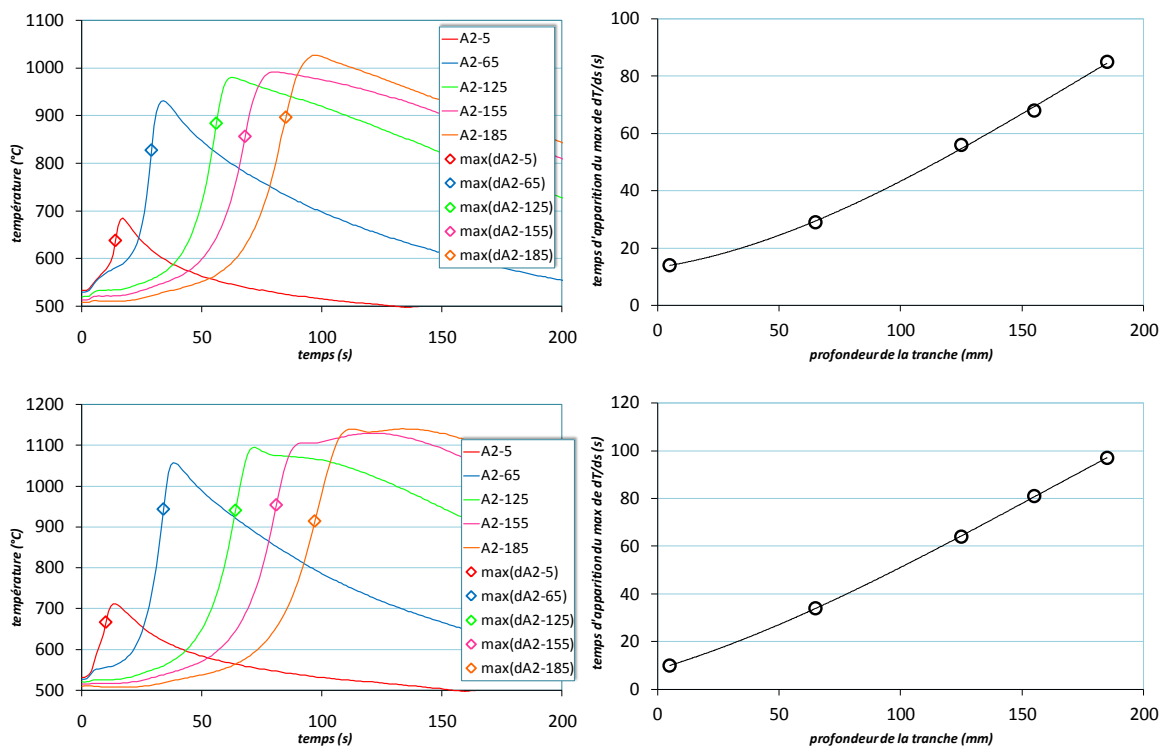 1100
1000
900
800
700
600
500
température (°C)
0
50
100
150
200
temps (s)
A2-5
A2-65
A2-125
A2-155
A2-185
max(dA2-5)
max(dA2-65)
max(dA2-125)
max(dA2-155)
max(dA2-185)
100
80
60
40
20
0
temps d'apparition du max de dT/ds (s)
0
50
100
150
200
profondeur de la tranche (mm)
1200
1100
1000
900
800
700
600
500
température (°C)
0
50
100
150
200
temps (s)
A2-5
A2-65
A2-125
A2-155
A2-185
max(dA2-5)
max(dA2-65)
max(dA2-125)
max(dA2-155)
max(dA2-185)
120
100
80
60
40
20
0
temps d'apparition du max de dT/ds (s)
0
50
100
150
200
profondeur de la tranche (mm)